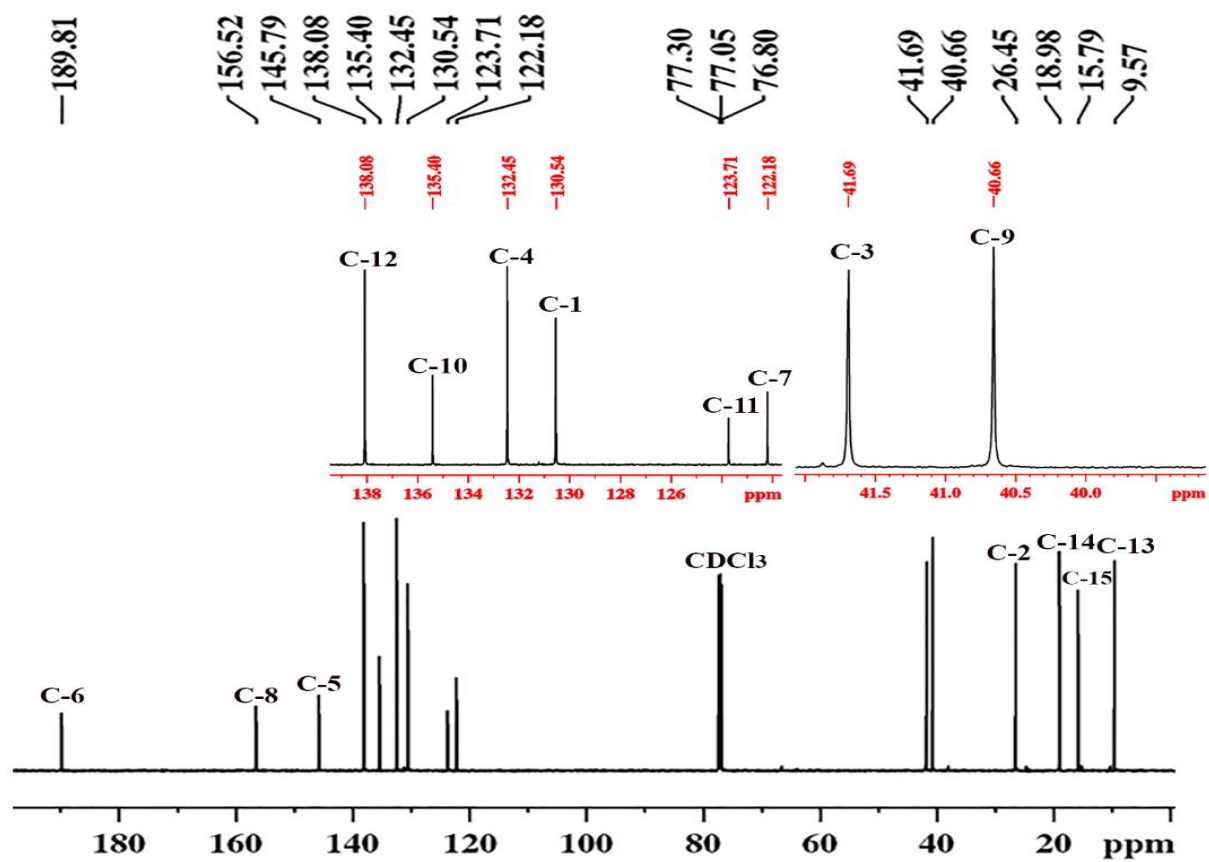 189.81
156.52
145.79
138.08
135.40
132.45
130.54
123.71
122.18
77.30
77.05
76.80
41.69
40.66
26.45
18.98
15.79
9.57
138.08
135.40
132.45
130.54
123.71
122.18
41.69
40.66
C-12
C-10
C-4
C-1
C-11
C-7
C-3
C-9
138 136 134 132 130 128 126 ppm
41.5 41.0 40.5 40.0 ppm
C-6
C-8
C-5
CDCl3
C-2
C-14
C-15
C-13
180 160 140 120 100 80 60 40 20 ppm